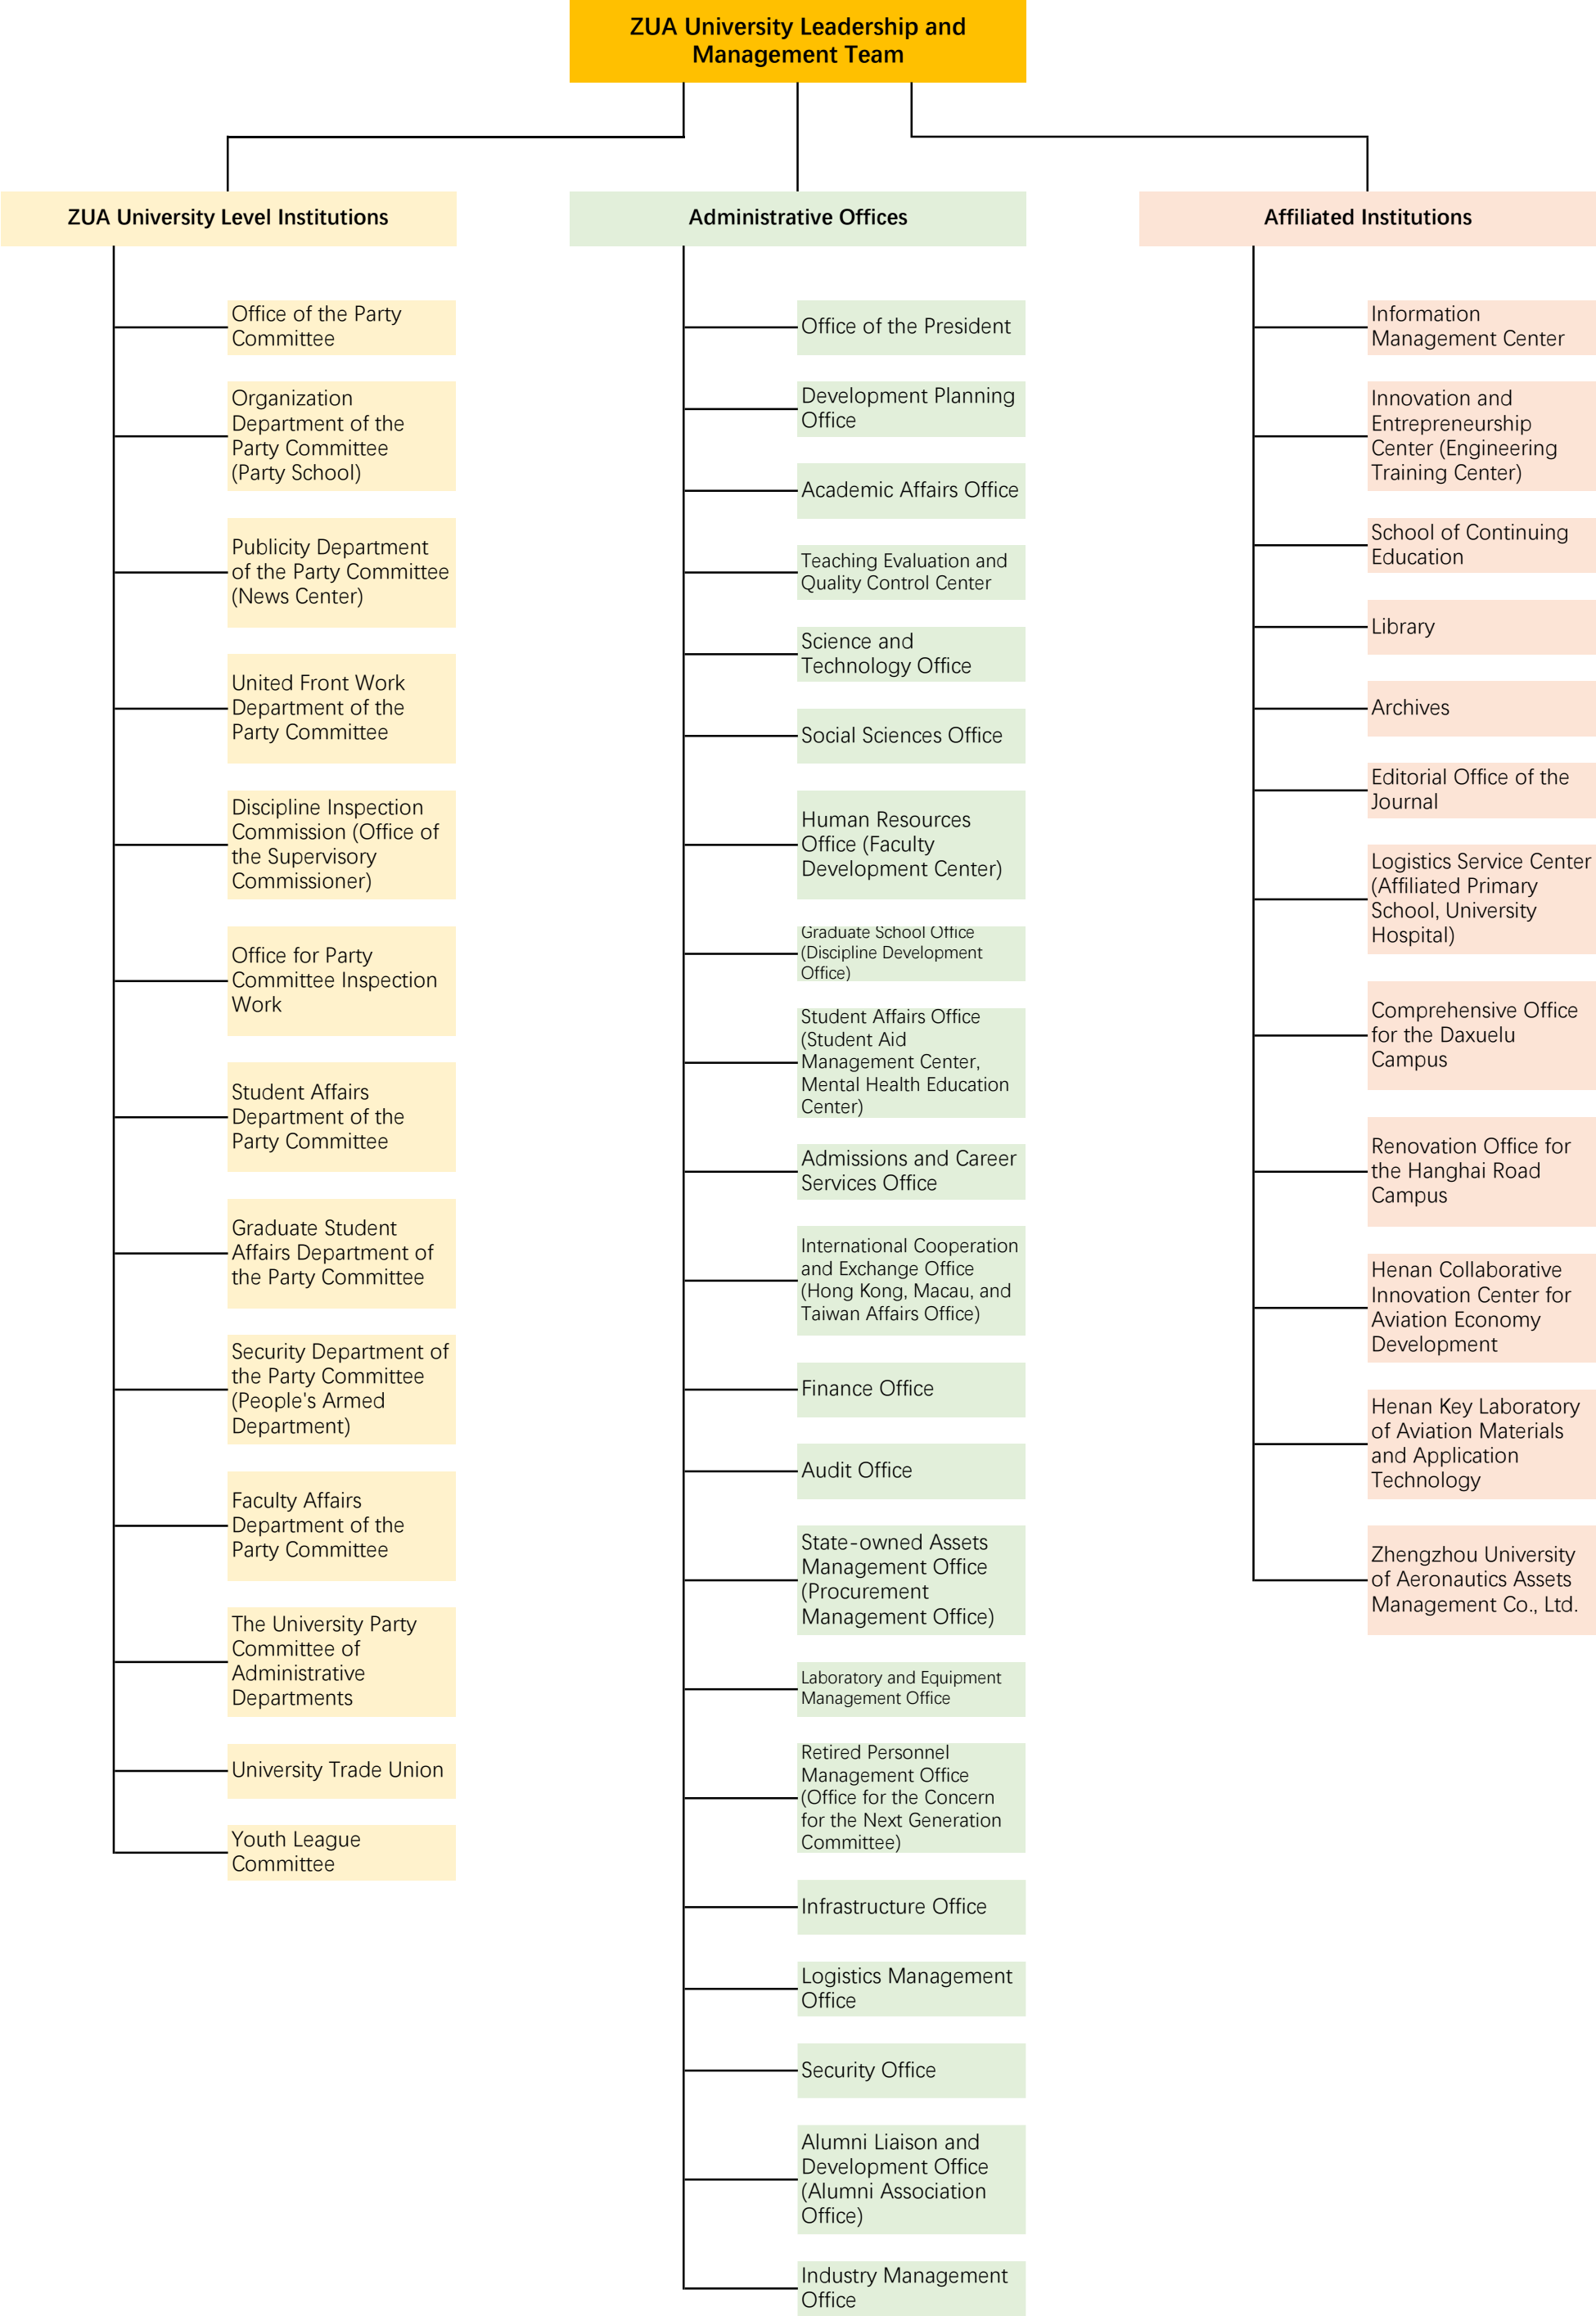 ZUA University Leadership and
Management Team
ZUA University Level Institutions
Office of the Party
Committee
Organization
Department of the
Party Committee
(Party School)
Publicity Department
of the Party Committee
(News Center)
United Front Work
Department of the
Party Committee
Discipline Inspection
Commission (Office of
the Supervisory
Commissioner)
Office for Party
Committee Inspection
Work
Student Affairs
Department of the
Party Committee
Graduate Student
Affairs Department of
the Party Committee
Security Department of
the Party Committee
(People's Armed
Department)
Faculty Affairs
Department of the
Party Committee
The University Party
Committee of
Administrative
Departments
University Trade Union
Youth League
Committee
Administrative Offices
Office of the President
Development Planning
Office
Academic Affairs Office
Teaching Evaluation and
Quality Control Center
Science and
Technology Office
Social Sciences Office
Human Resources
Office (Faculty
Development Center)
Graduate School Office
(Discipline Development
Office)
Student Affairs Office
(Student Aid
Management Center,
Mental Health Education
Center)
Admissions and Career
Services Office
International Cooperation
and Exchange Office
(Hong Kong, Macau, and
Taiwan Affairs Office)
Finance Office
Audit Office
State-owned Assets
Management Office
(Procurement
Management Office)
Laboratory and Equipment
Management Office
Retired Personnel
Management Office
(Office for the Concern
for the Next Generation
Committee)
Infrastructure Office
Logistics Management
Office
Security Office
Alumni Liaison and
Development Office
(Alumni Association
Office)
Industry Management
Office
Affiliated Institutions
Information
Management Center
Innovation and
Entrepreneurship
Center (Engineering
Training Center)
School of Continuing
Education
Library
Archives
Editorial Office of the
Journal
Logistics Service Center
(Affiliated Primary
School, University
Hospital)
Comprehensive Office
for the Daxuelu
Campus
Renovation Office for
the Hanghai Road
Campus
Henan Collaborative
Innovation Center for
Aviation Economy
Development
Henan Key Laboratory
of Aviation Materials
and Application
Technology
Zhengzhou University
of Aeronautics Assets
Management Co., Ltd.